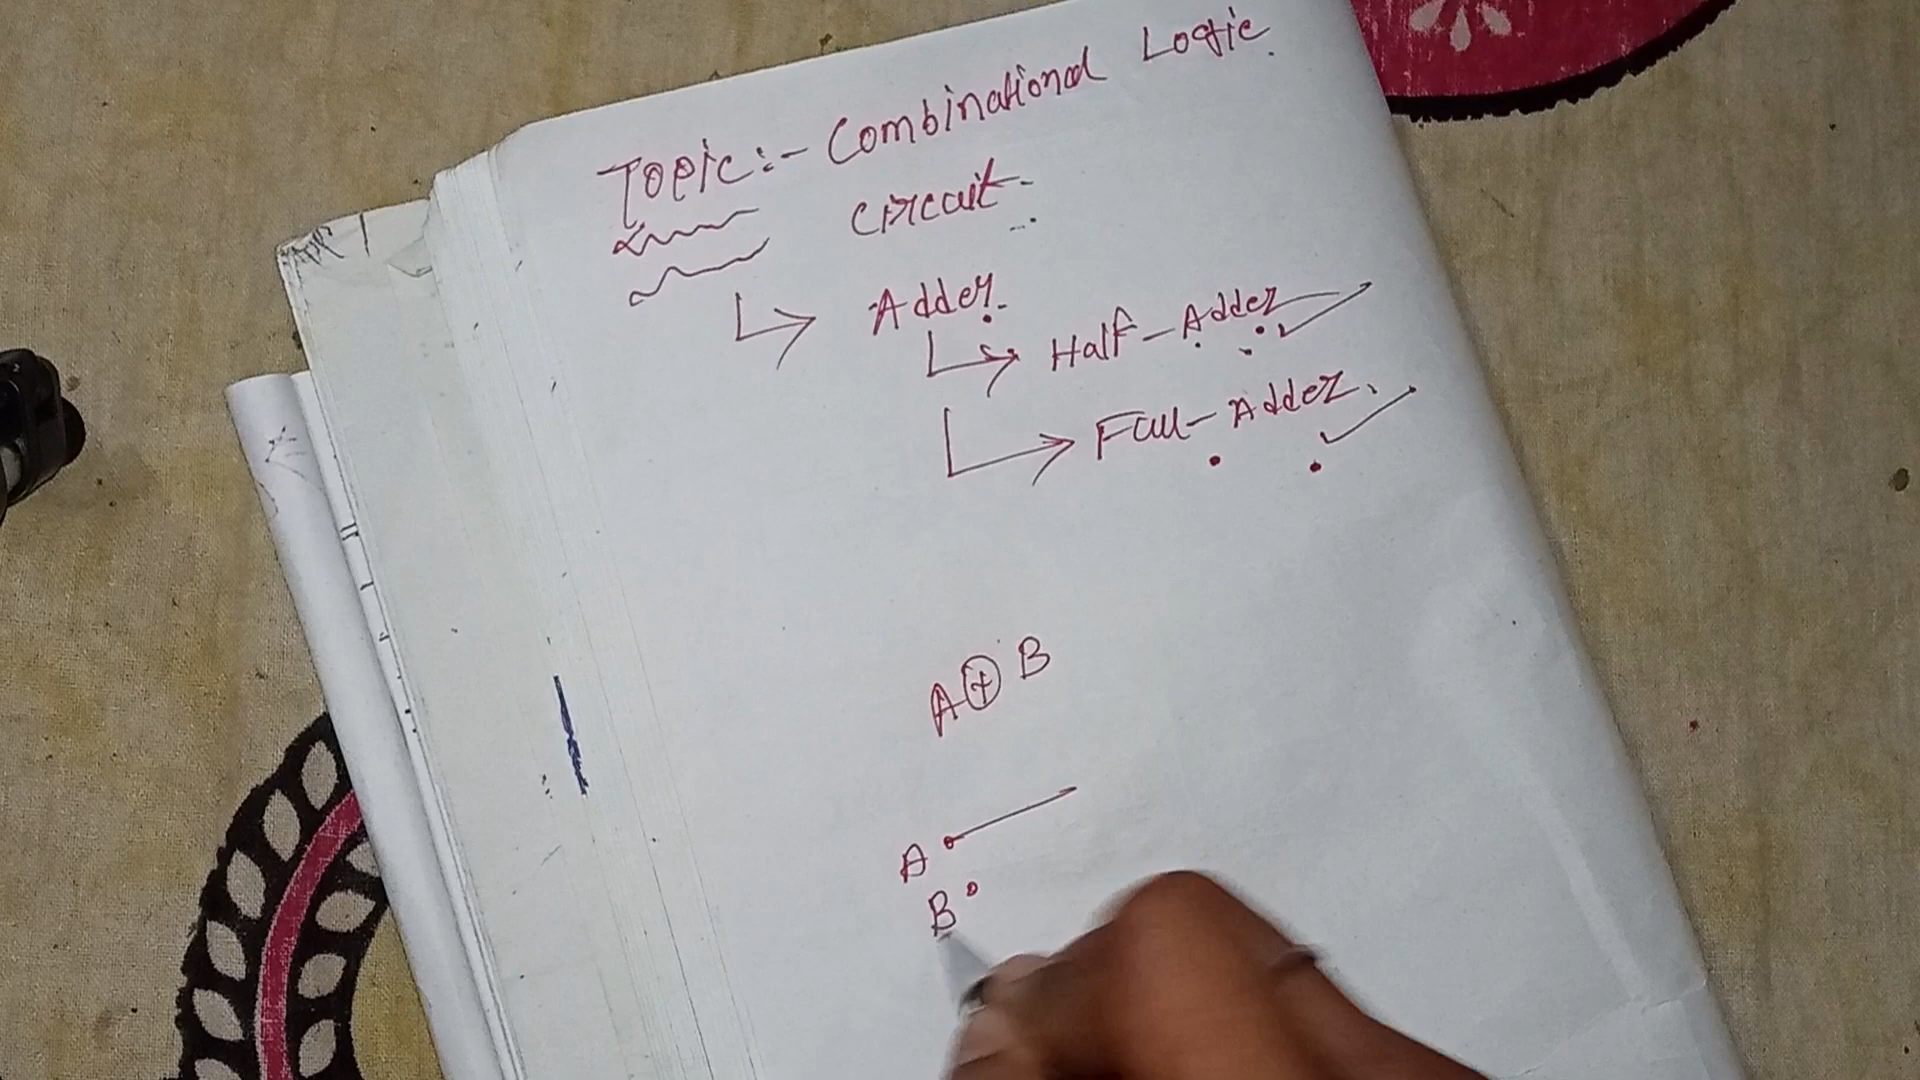 Topic:- Combinational Logic
Circuit.
Adder.
Half-Adder
Full-Adder.
A⊕B
A
B